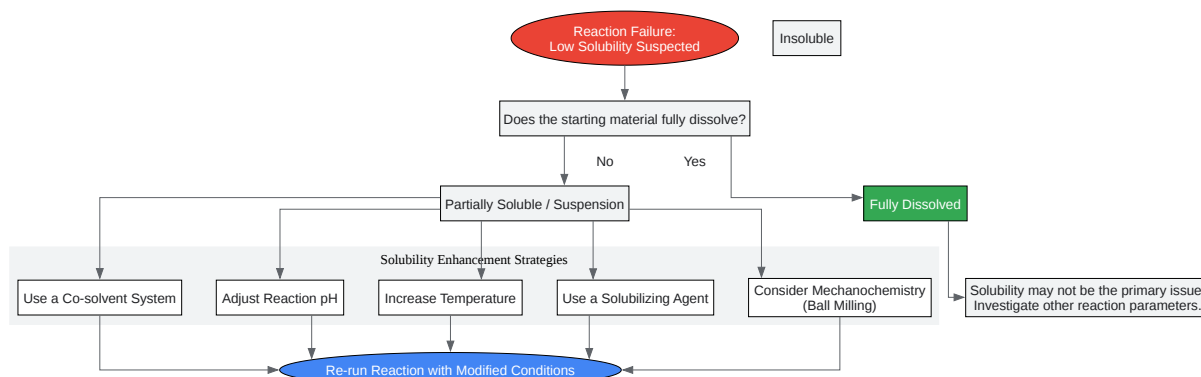 Reaction Failure:
Low Solubility Suspected
Insoluble
Does the starting material fully dissolve?
No
Yes
Partially Soluble / Suspension
Fully Dissolved
Solubility Enhancement Strategies
Use a Co-solvent System
Adjust Reaction pH
Increase Temperature
Use a Solubilizing Agent
Consider Mechanochemistry
(Ball Milling)
Solubility may not be the primary issue
Investigate other reaction parameters.
Re-run Reaction with Modified Conditions